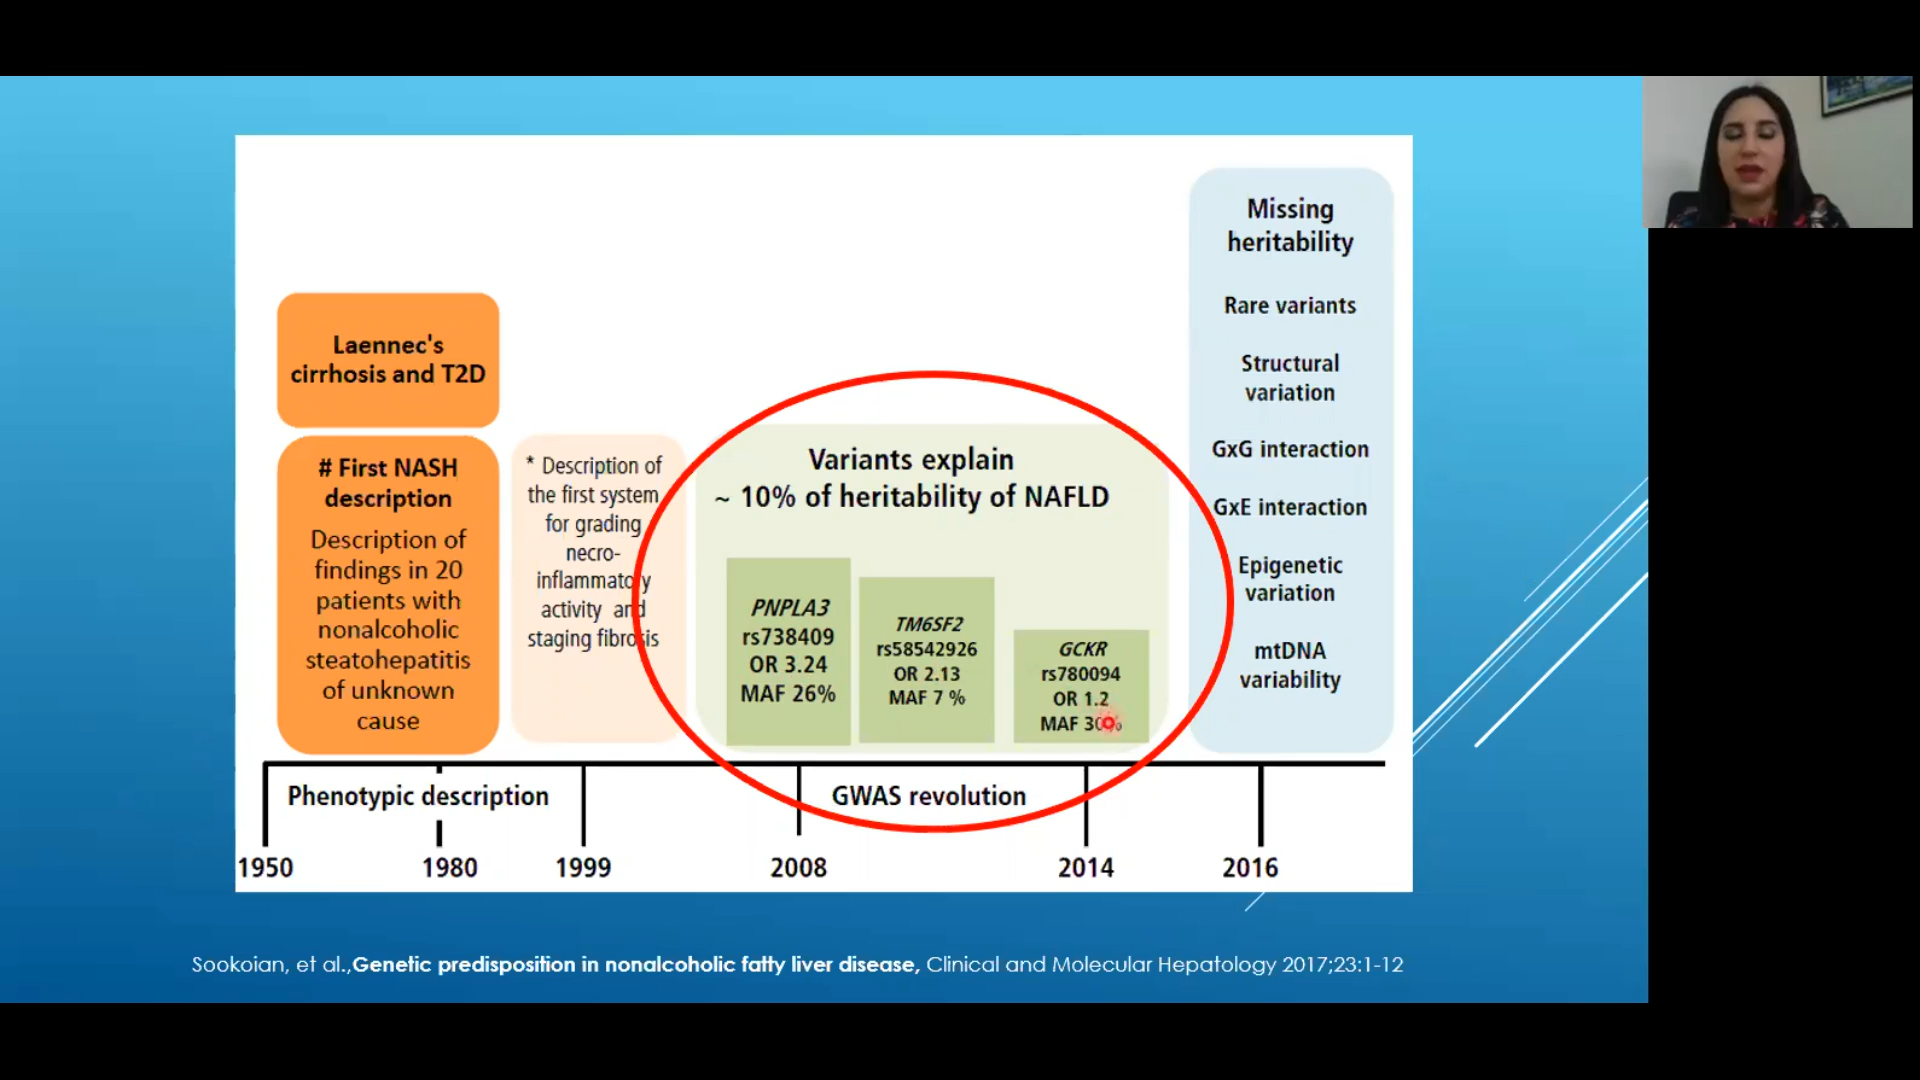 Laennec's
cirrhosis and T2D
# First NASH
description
Description of
findings in 20
patients with
nonalcoholic
steatohepatitis
of unknown
cause
* Description of
the first system
for grading
necro-
inflammatory
activity and
staging fibrosis
Variants explain
~ 10% of heritability of NAFLD
PNPLA3
rs738409
OR 3.24
MAF 26%
TM6SF2
rs58542926
OR 2.13
MAF 7 %
GCKR
rs780094
OR 1.2
MAF 30%
Missing
heritability
Rare variants
Structural
variation
GxG interaction
GxE interaction
Epigenetic
variation
mtDNA
variability
Phenotypic description
GWAS revolution
1950
1980
1999
2008
2014
2016
Sookoian, et al.,Genetic predisposition in nonalcoholic fatty liver disease, Clinical and Molecular Hepatology 2017;23:1-12